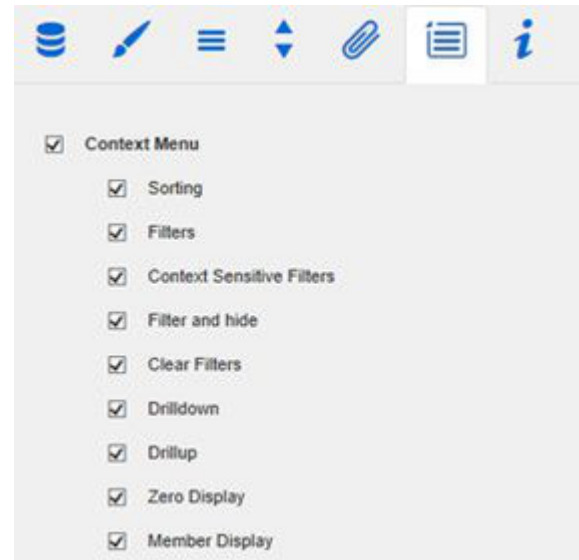 Context Menu
Sorting
Filters
Context Sensitive Filters
Filter and hide
Clear Filters
Drilldown
Drillup
Zero Display
Member Display